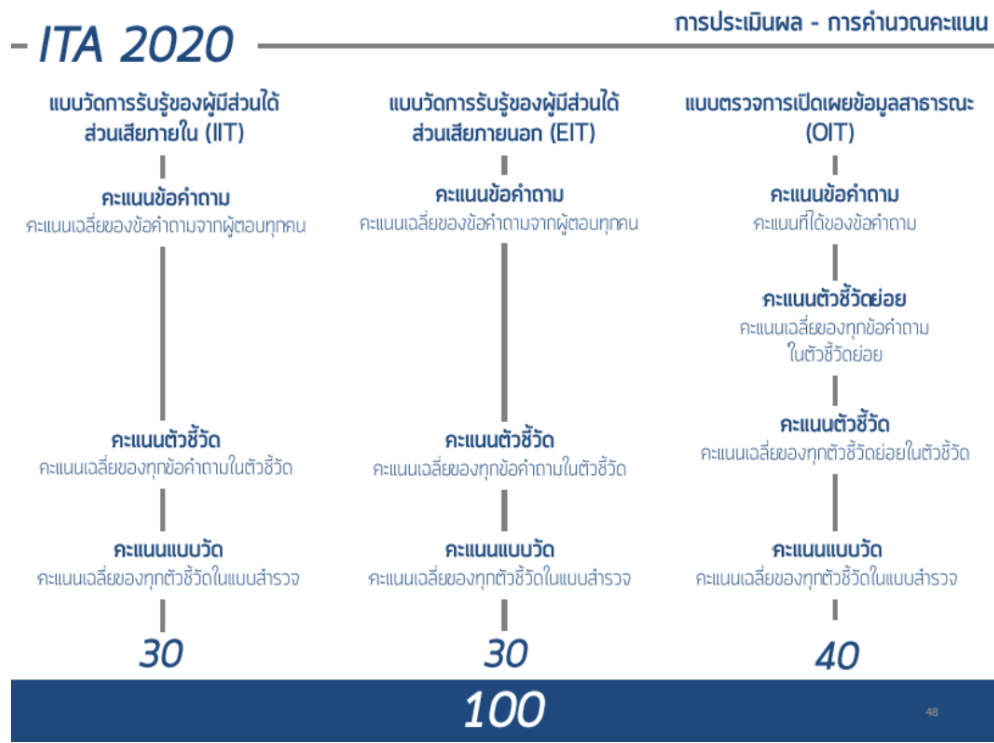 การประเมินผล - การคำนวณคะแนน
ITA 2020
แบบวัดการรับรู้ของผู้มีส่วนได้
ส่วนเสียภายใน (IIT)
คะแนนข้อคำถาม
คะแนนเฉลี่ยของข้อคำถามจากผู้ตอบทุกคน
คะแนนตัวชี้วัด
คะแนนเฉลี่ยของทุกข้อคำถามในตัวชี้วัด
คะแนนแบบวัด
คะแนนเฉลี่ยของทุกตัวชี้วัดในแบบสำรวจ
30
แบบวัดการรับรู้ของผู้มีส่วนได้
ส่วนเสียภายนอก (EIT)
คะแนนข้อคำถาม
คะแนนเฉลี่ยของข้อคำถามจากผู้ตอบทุกคน
คะแนนตัวชี้วัด
คะแนนเฉลี่ยของทุกข้อคำถามในตัวชี้วัด
คะแนนแบบวัด
คะแนนเฉลี่ยของทุกตัวชี้วัดในแบบสำรวจ
30
แบบตรวจการเปิดเผยข้อมูลสาธารณะ
(OIT)
คะแนนข้อคำถาม
คะแนนที่ได้ของข้อคำถาม
คะแนนตัวชี้วัดย่อย
คะแนนเฉลี่ยของทุกข้อคำถาม
ในตัวชี้วัดย่อย
คะแนนตัวชี้วัด
คะแนนเฉลี่ยของทุกตัวชี้วัดย่อยในตัวชี้วัด
คะแนนแบบวัด
คะแนนเฉลี่ยของทุกตัวชี้วัดในแบบสำรวจ
40
100
48